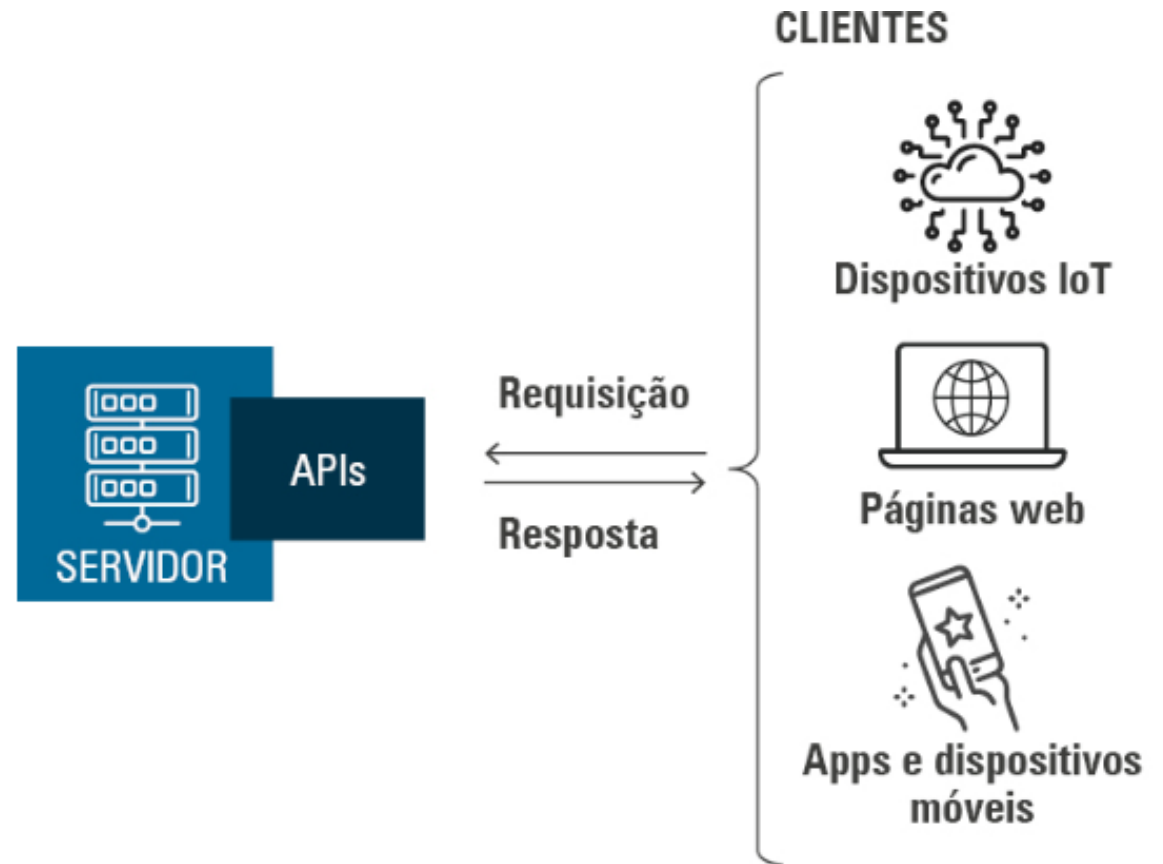 CLIENTES
Dispositivos IoT
Páginas web
Apps e dispositivos
móveis
Requisição
Resposta
APIs
SERVIDOR